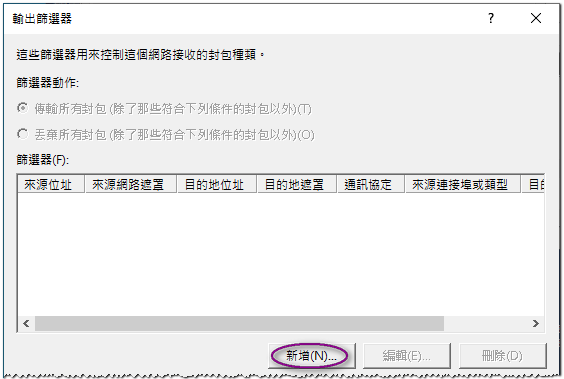 輸出篩選器
這些篩選器用來控制這個網路接收的封包種類。
篩選器動作:
傳輸所有封包 (除了那些符合下列條件的封包以外)(T)
丟棄所有封包 (除了那些符合下列條件的封包以外)(O)
篩選器(F):
來源位址 來源網路遮罩 目的地位址 目的地遮罩 通訊協定 來源連接埠或類型 目的
新增(N)... 編輯(E)... 刪除(D)